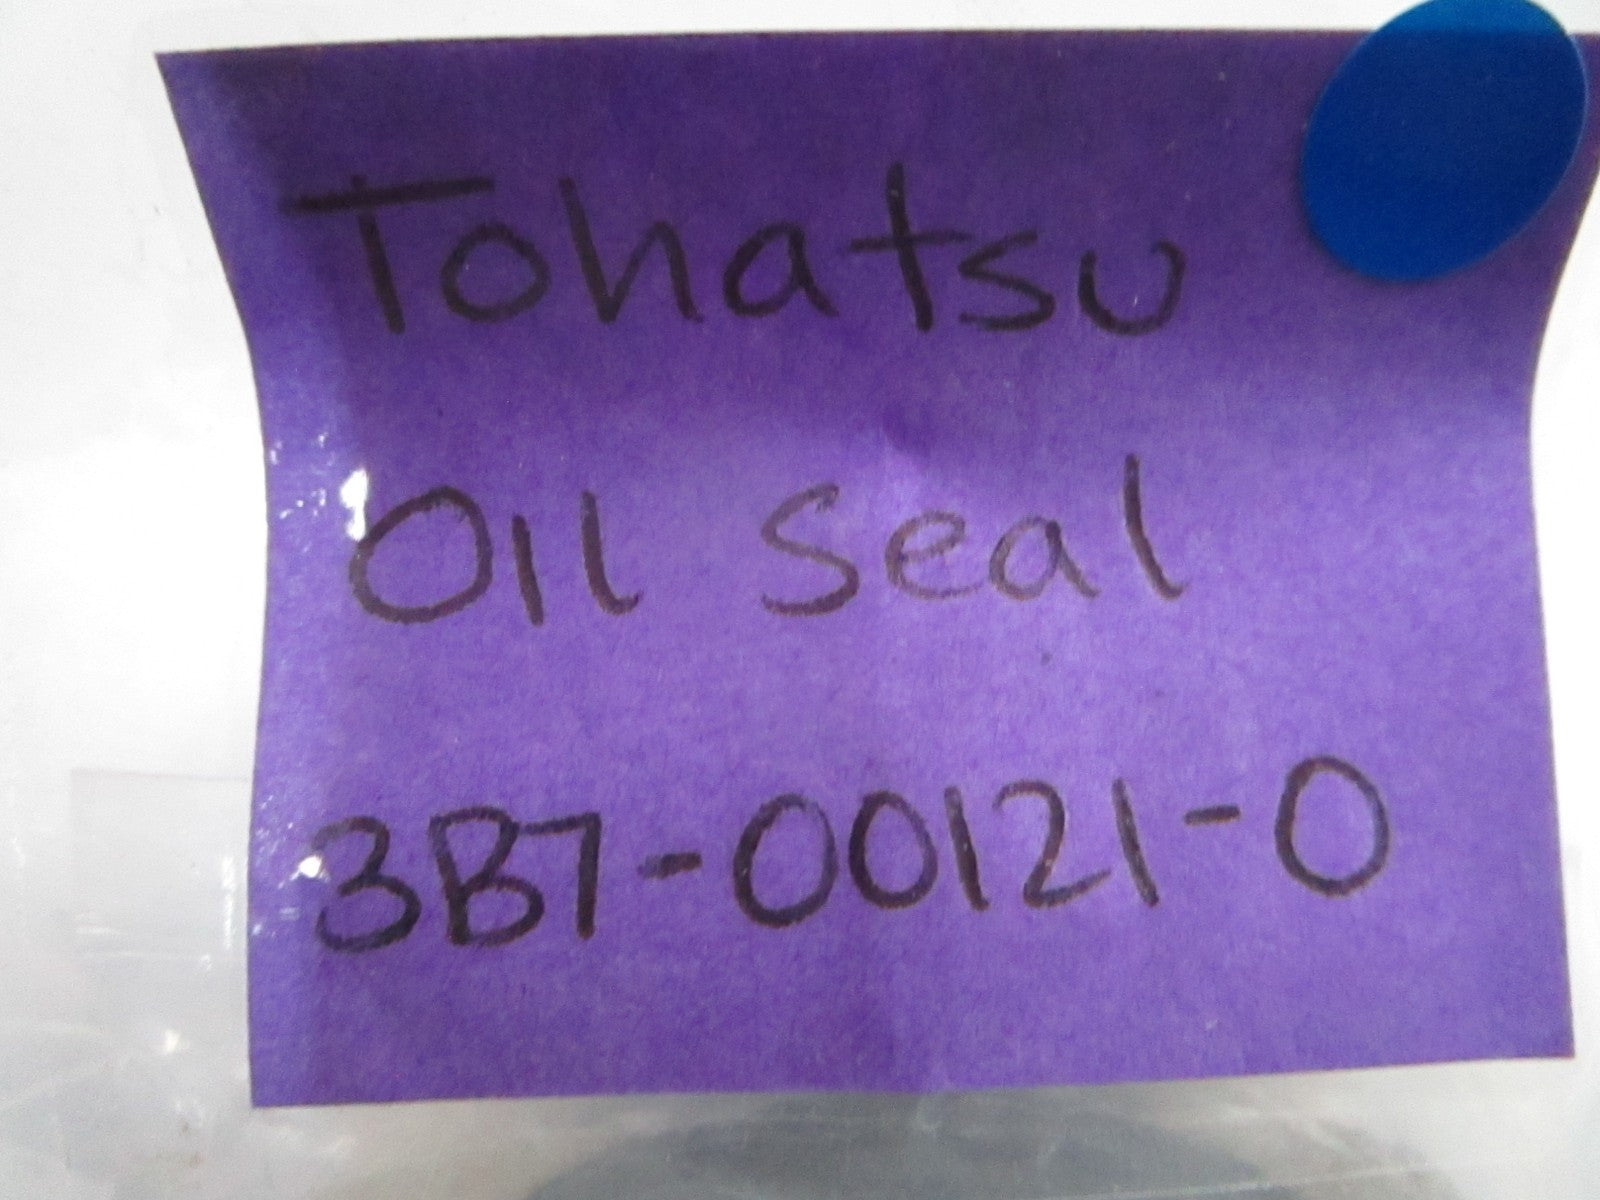 Tohatsu
Oil Seal
3B7-00121-0